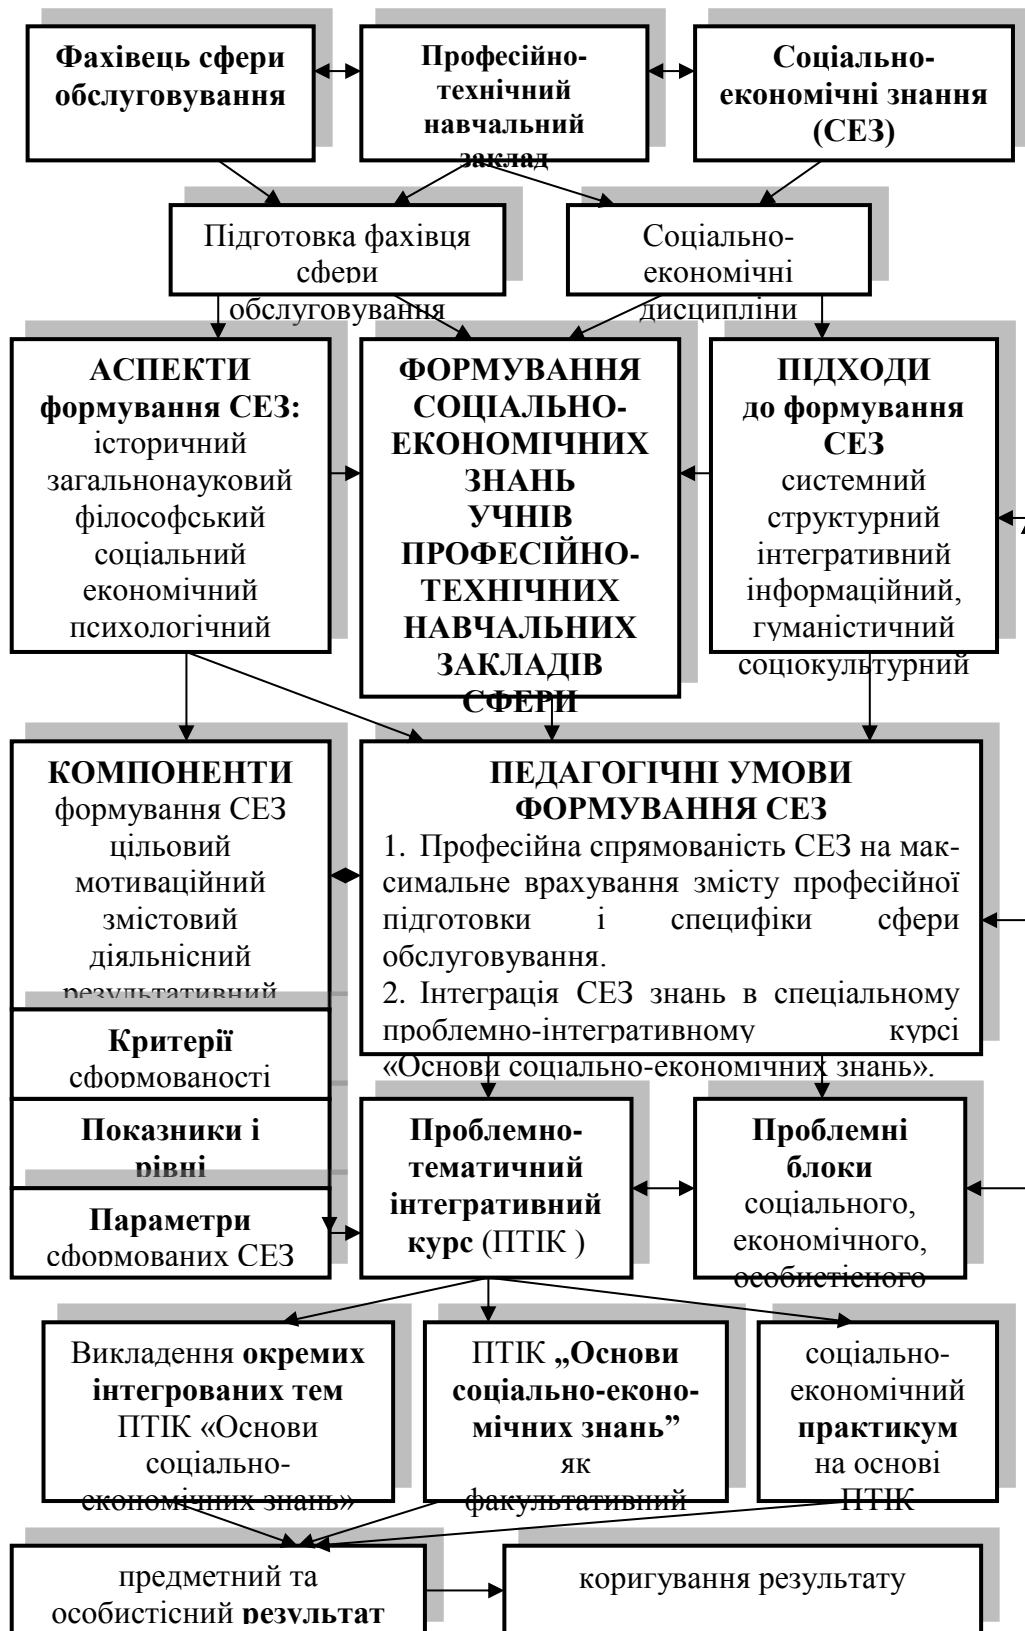 Фахівець сфери
обслуговування
Професійно-
технічний
навчальний
заклад
Соціально-
економічні знання
(СЕЗ)
Підготовка фахівця
сфери
обслуговування
Соціально-
економічні
дисципліни
АСПЕКТИ
формування СЕЗ:
історичний
загальнонауковий
філософський
соціальний
економічний
психологічний
ФОРМУВАННЯ
СОЦІАЛЬНО-
ЕКОНОМІЧНИХ
ЗНАНЬ
УЧНІВ
ПРОФЕСІЙНО-
ТЕХНІЧНИХ
НАВЧАЛЬНИХ
ЗАКЛАДІВ
СФЕРИ
ПІДХОДИ
до формування
СЕЗ
системний
структурний
інтегративний
інформаційний,
гуманістичний
соціокультурний
КОМПОНЕНТИ
формування СЕЗ
цільовий
мотиваційний
змістовий
діяльнісний
результативний
ПЕДАГОГІЧНІ УМОВИ
ФОРМУВАННЯ СЕЗ
1. Професійна спрямованість СЕЗ на мак-
симальне врахування змісту професійної
підготовки і специфіки сфери
обслуговування.
2. Інтеграція СЕЗ знань в спеціальному
проблемно-інтегративному курсі
«Основи соціально-економічних знань».
Критерії
сформованості
Показники і
рівні
Параметри
сформованих СЕЗ
Проблемно-
тематичний
інтегративний
курс (ПТІК )
Проблемні
блоки
соціального,
економічного,
особистісного
Викладення окремих
інтегрованих тем
ПТІК «Основи
соціально-
економічних знань»
ПТІК „Основи
соціально-еконо-
мічних знань”
як
факультативний
соціально-
економічний
практикум
на основі
ПТІК
предметний та
особистісний результат
коригування результату